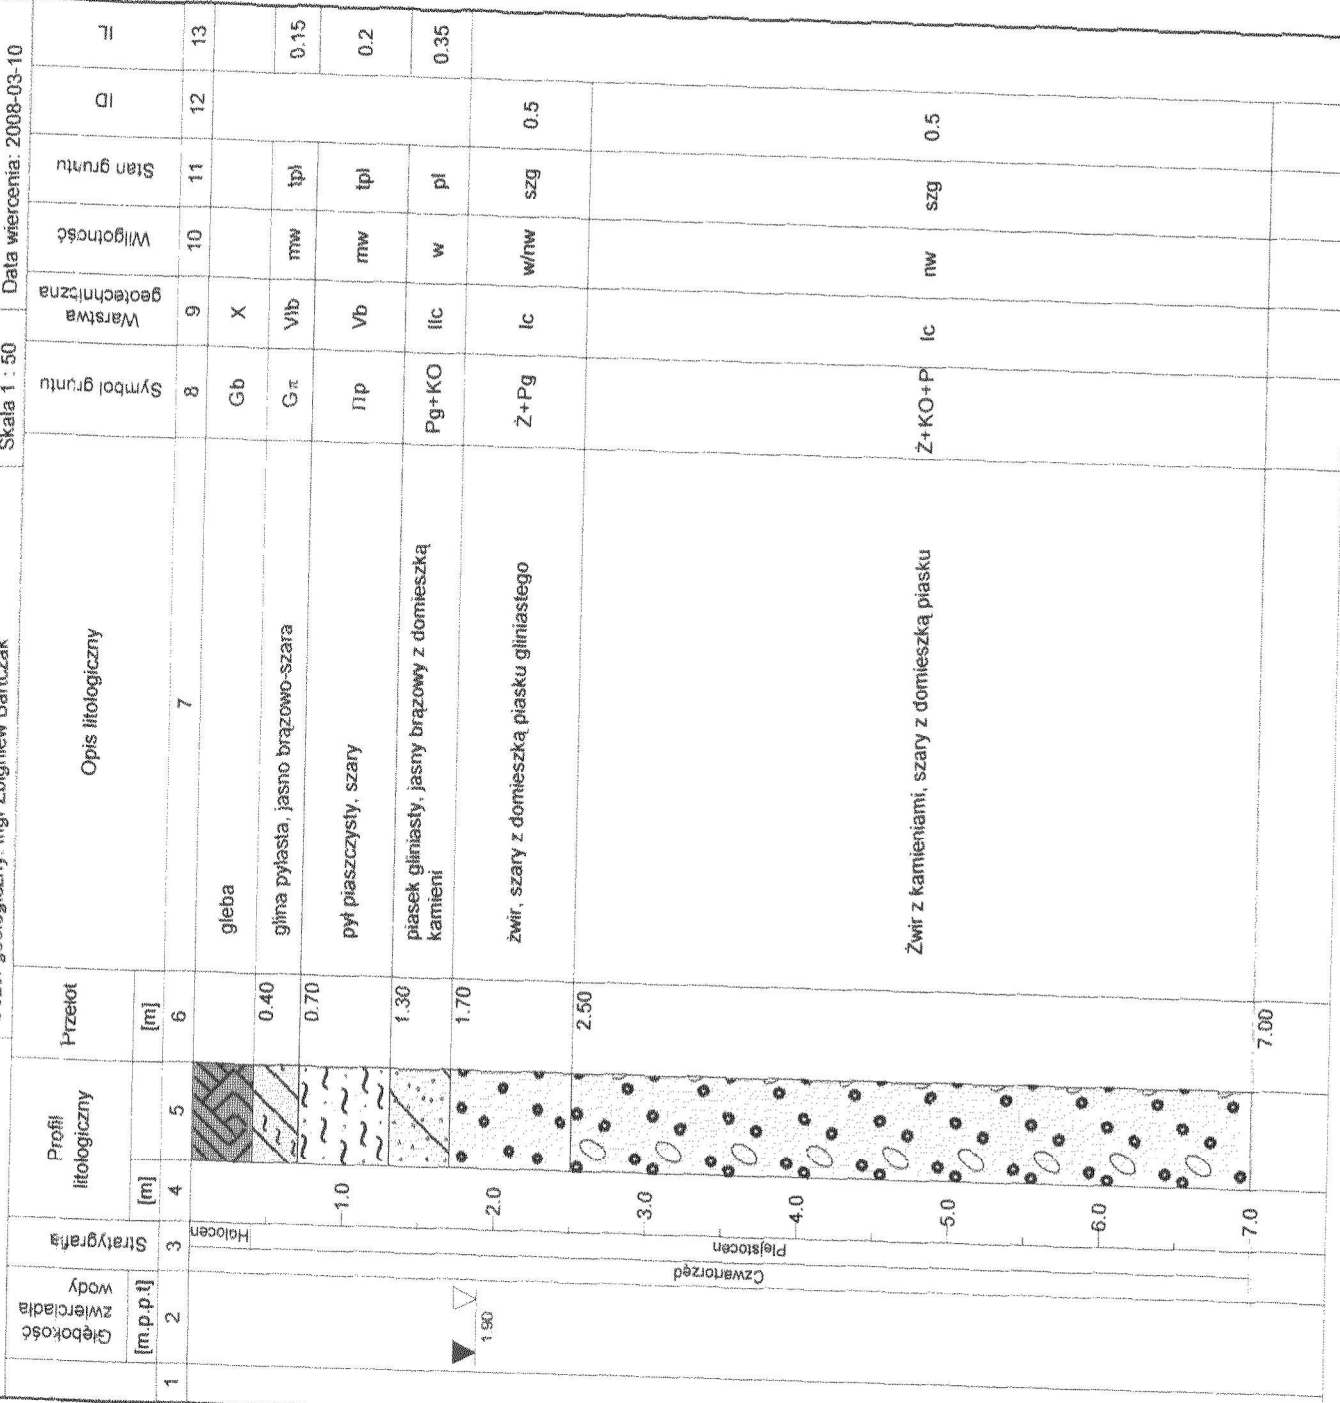 Skala 1 : 50
Data wiercenia: 2008-03-10
Głębokość
zwierciadła
wody
[m.p.p.t]
Stratygrafia
Profil
litologiczny
[m]
Przelot
[m]
Opis litologiczny
Symbol gruntu
Warstwa
geotechniczna
Wilgotność
Stan gruntu
ID
IL
1 2 3 4 5 6 7 8 9 10 11 12 13
gleba Gb X
0.40
glina pylasta, jasno brązowo-szara Gπ VIb mw tpl 0.15
0.70
pył piaszczysty, szary Πp Vb mw tpl 0.2
1.30
piasek gliniasty, jasny brązowy z domieszką
kamieni
Pg+KO IIc w pl 0.35
1.70
żwir, szary z domieszką piasku gliniastego Ż+Pg Ic w/nw szg 0.5
2.50
Żwir z kamieniami, szary z domieszką piasku Ż+KO+P Ic nw szg 0.5
7.00
1.90
Holocen
Plejstocen
Czwartorzęd
1.0
2.0
3.0
4.0
5.0
6.0
7.0